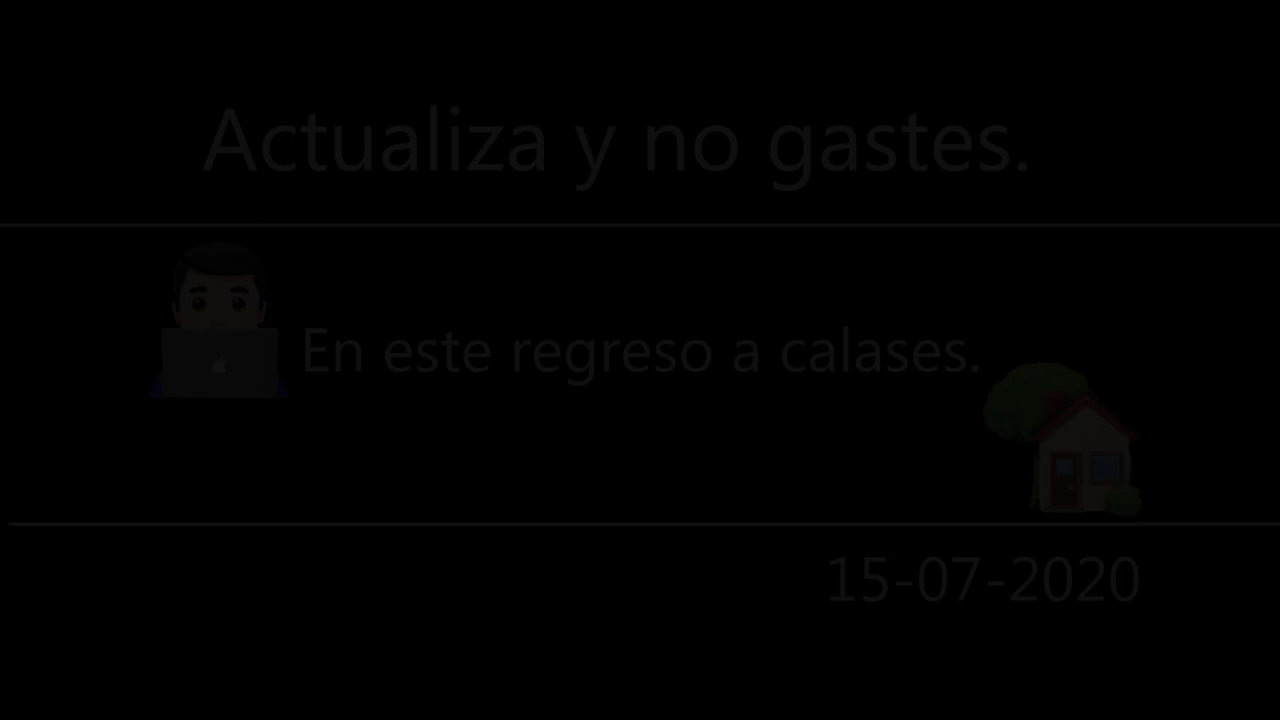 Actualiza y no gastes.
En este regreso a calases.
15-07-2020